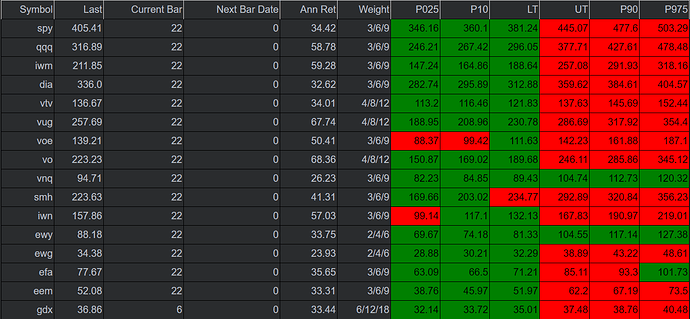 Symbol Last Current Bar Next Bar Date Ann Ret Weight P025 P10 LT UT P90 P975
spy 405.41 22 0 34.42 3/6/9 346.16 360.1 381.24 445.07 477.6 503.29
qqq 316.89 22 0 58.78 3/6/9 246.21 267.42 296.05 377.71 427.61 478.48
iwm 211.85 22 0 59.28 3/6/9 147.24 164.86 188.64 257.08 291.93 318.16
dia 336.0 22 0 32.62 3/6/9 282.74 295.89 312.88 359.62 384.61 404.57
vtv 136.67 22 0 34.01 4/8/12 113.2 116.46 121.83 137.63 145.69 152.44
vug 257.69 22 0 67.74 4/8/12 188.95 208.96 230.78 286.69 317.92 354.4
voe 139.21 22 0 50.41 3/6/9 88.37 99.42 111.63 142.23 161.88 187.1
vo 223.23 22 0 68.36 4/8/12 150.87 169.02 189.68 246.11 285.86 345.12
vnq 94.71 22 0 26.23 3/6/9 82.23 84.85 89.43 104.74 112.73 120.32
smh 223.63 22 0 41.31 3/6/9 169.66 203.02 234.77 292.89 320.84 356.23
iwn 157.86 22 0 57.03 3/6/9 99.14 117.1 132.13 167.83 190.97 219.01
ewy 88.18 22 0 33.75 2/4/6 69.67 74.18 81.33 104.55 117.14 127.38
ewg 34.38 22 0 23.93 2/4/6 28.88 30.21 32.29 38.89 43.22 48.61
efa 77.67 22 0 35.65 3/6/9 63.09 66.5 71.21 85.11 93.3 101.73
eem 52.08 22 0 33.31 3/6/9 38.76 45.97 51.97 62.2 67.19 73.5
gdx 36.86 6 0 33.44 6/12/18 32.14 33.72 35.01 37.48 38.76 40.48